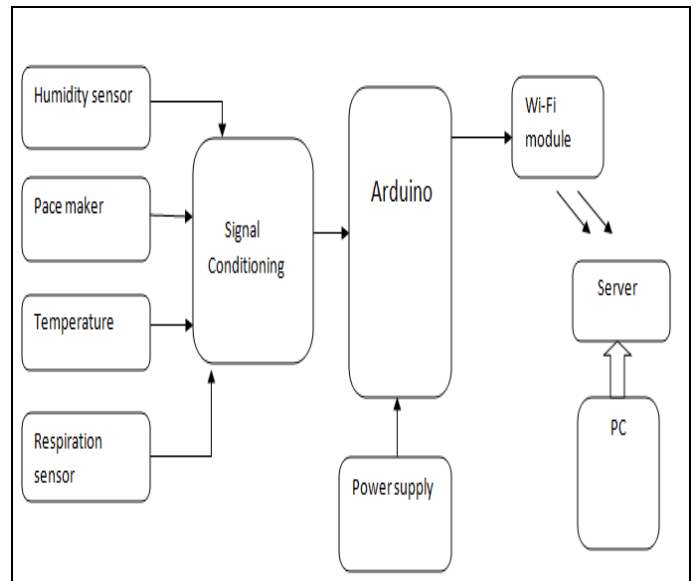 Humidity sensor
Pace maker
Temperature
Respiration
sensor
Signal
Conditioning
Arduino
Power supply
Wi-Fi
module
Server
PC